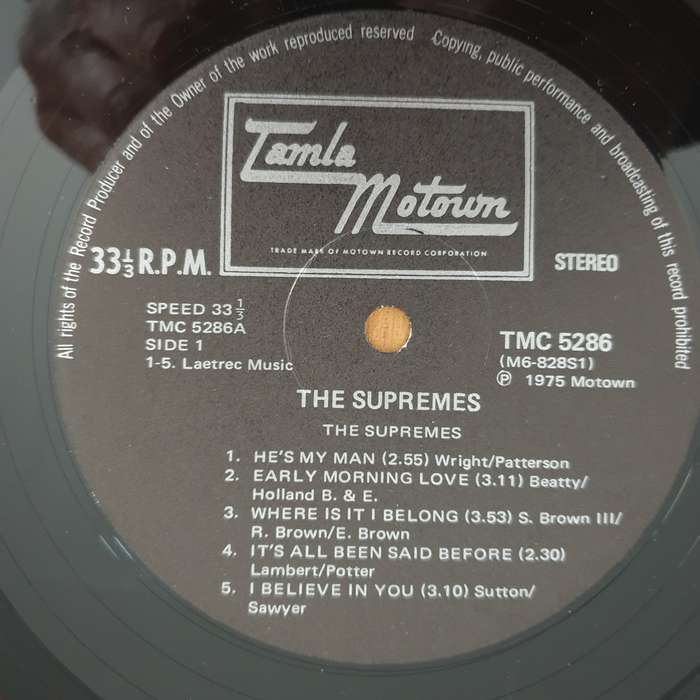 All rights of the Record Producer and of the Owner of the work reproduced reserved Copying, public performance and broadcasting of this record prohibited
Tamla
Motown
TRADE MARK OF MOTOWN RECORD CORPORATION
33⅓ R.P.M.
STEREO
SPEED 33 ⅓
TMC 5286A
SIDE 1
1-5. Laetrec Music
TMC 5286
(M6-828S1)
℗ 1975 Motown
THE SUPREMES
THE SUPREMES
1. HE'S MY MAN (2.55) Wright/Patterson
2. EARLY MORNING LOVE (3.11) Beatty/
Holland B. & E.
3. WHERE IS IT I BELONG (3.53) S. Brown III/
R. Brown/E. Brown
4. IT'S ALL BEEN SAID BEFORE (2.30)
Lambert/Potter
5. I BELIEVE IN YOU (3.10) Sutton/
Sawyer